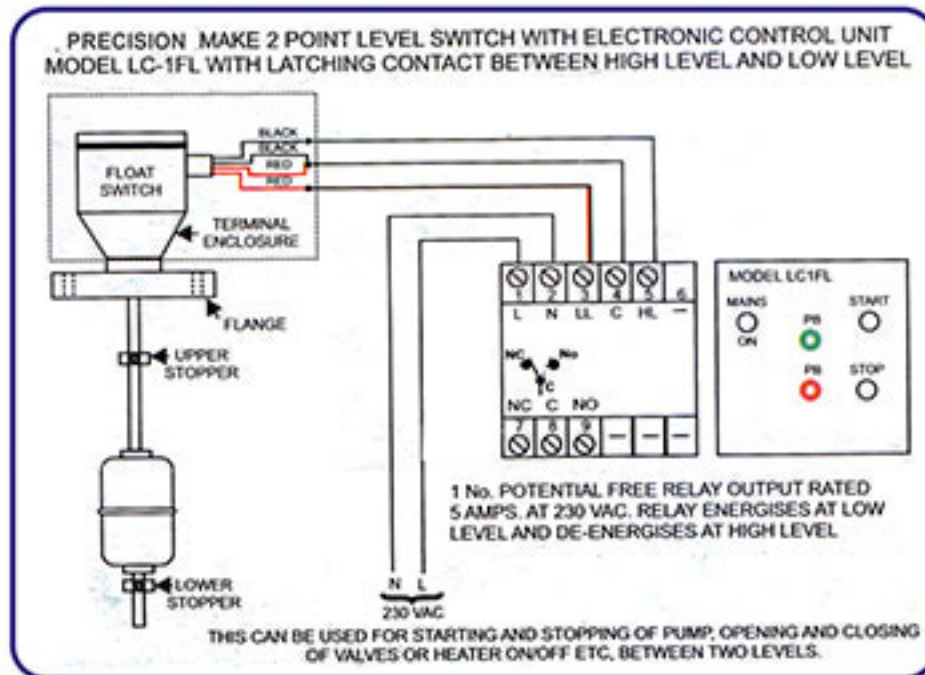 PRECISION MAKE 2 POINT LEVEL SWITCH WITH ELECTRONIC CONTROL UNIT
MODEL LC-1FL WITH LATCHING CONTACT BETWEEN HIGH LEVEL AND LOW LEVEL
BLACK
BLACK
RED
RED
FLOAT
SWITCH
TERMINAL
ENCLOSURE
FLANGE
UPPER
STOPPER
LOWER
STOPPER
1 2 3 4 5 6
L N LL C HL —
NC No
C
NC C NO
7 8 9 — — —
MODEL LC1FL
MAINS
ON
PB
START
PB
STOP
1 No. POTENTIAL FREE RELAY OUTPUT RATED
5 AMPS. AT 230 VAC. RELAY ENERGISES AT LOW
LEVEL AND DE-ENERGISES AT HIGH LEVEL
N L
230 VAC
THIS CAN BE USED FOR STARTING AND STOPPING OF PUMP, OPENING AND CLOSING
OF VALVES OR HEATER ON/OFF ETC, BETWEEN TWO LEVELS.